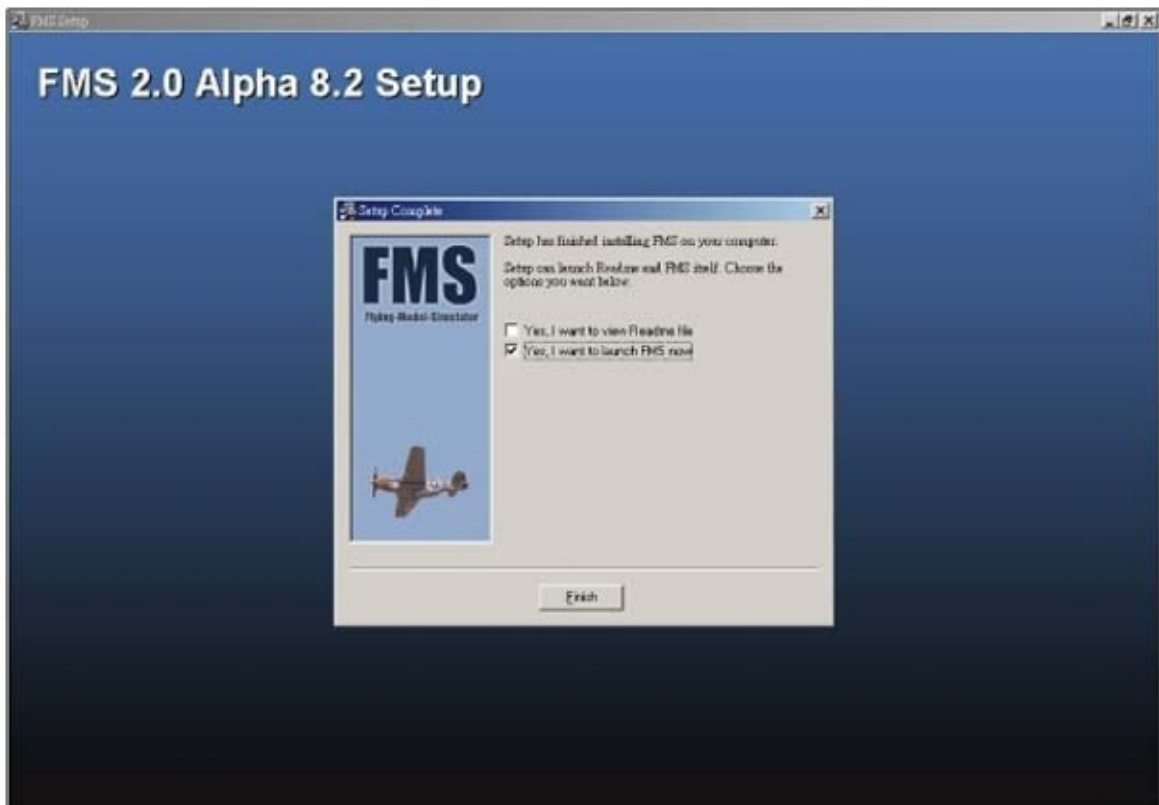 FMS Setup
FMS 2.0 Alpha 8.2 Setup
Setup Complete
FMS
Flying-Model-Simulator
Setup has finished installing FMS on your computer.
Setup can launch Readme and FMS itself. Choose the
options you want below.
Yes, I want to view Readme file
Yes, I want to launch FMS now
Finish